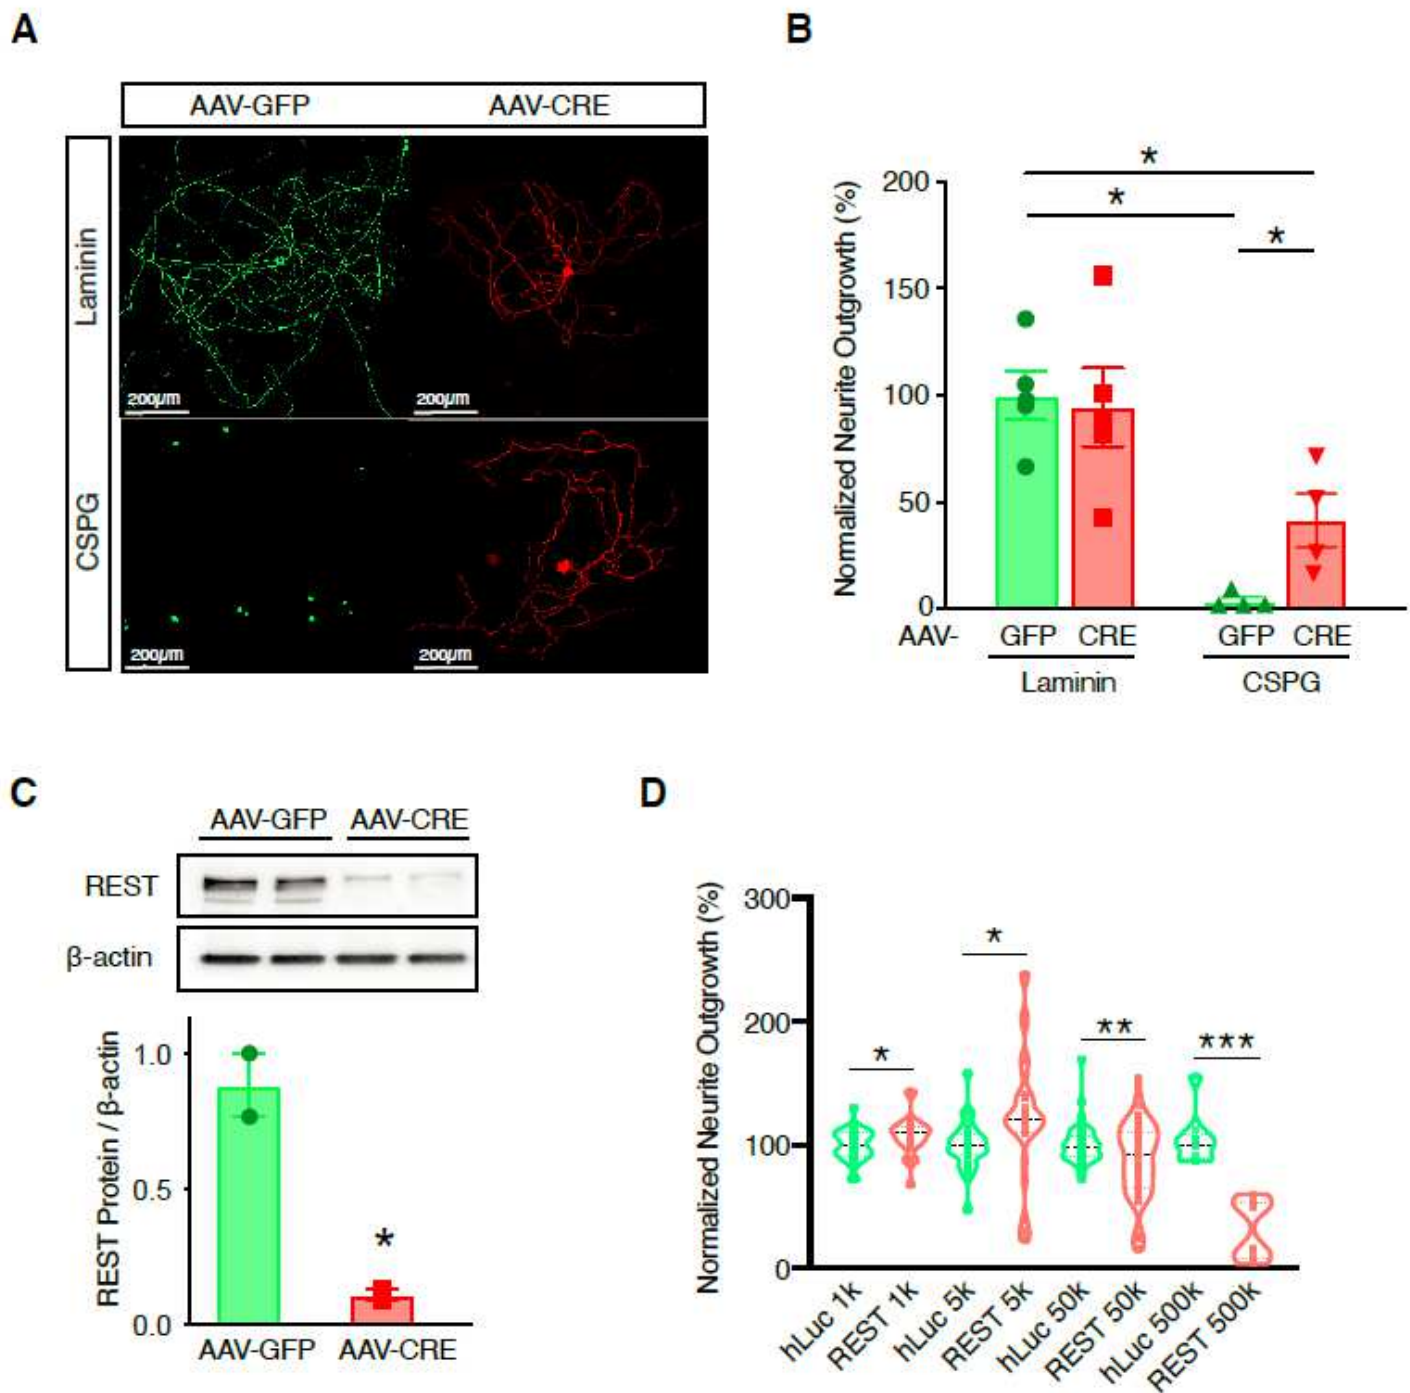 A
AAV-GFP AAV-CRE
Laminin
200µm 200µm
CSPG
200µm 200µm
B
Normalized Neurite Outgrowth (%)
200
150
100
50
0
*
*
*
AAV- GFP CRE GFP CRE
Laminin CSPG
C
AAV-GFP AAV-CRE
REST
β-actin
REST Protein / β-actin
1.0
0.5
0.0
*
AAV-GFP AAV-CRE
D
Normalized Neurite Outgrowth (%)
300
200
100
0
*
*
**
***
hLuc 1k
REST 1k
hLuc 5k
REST 5k
hLuc 50k
REST 50k
hLuc 500k
REST 500k